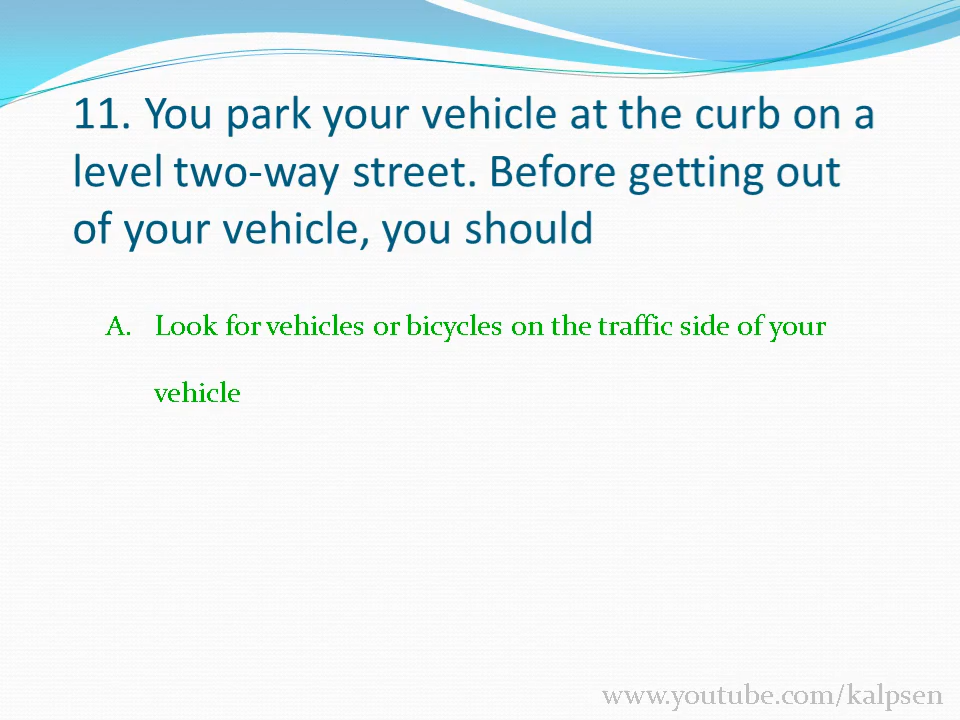 11. You park your vehicle at the curb on a
level two-way street. Before getting out
of your vehicle, you should
A. Look for vehicles or bicycles on the traffic side of your
vehicle
www.youtube.com/kalpsen